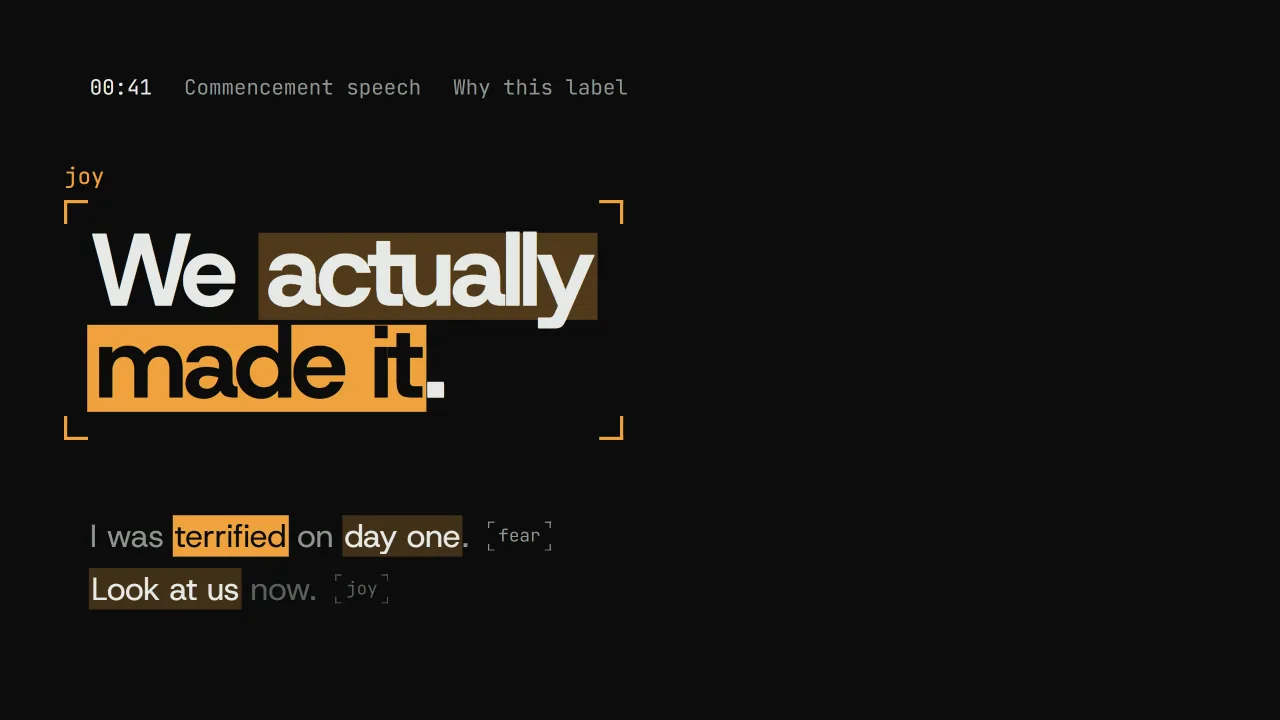 00:41 Commencement speech Why this label
joy
We actually
made it.
I was terrified on day one. fear
Look at us now. joy